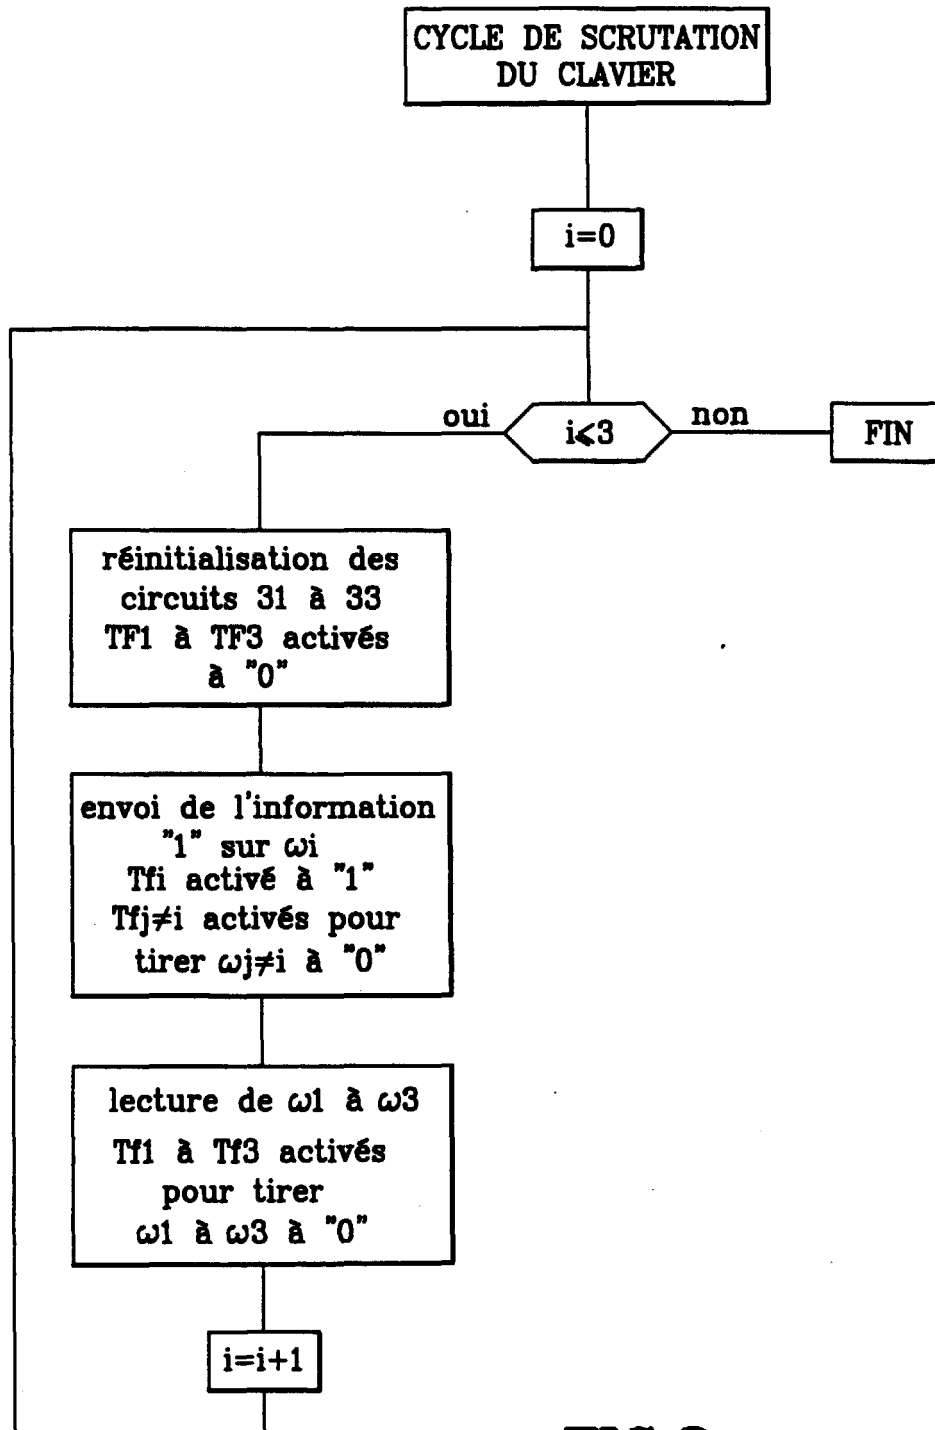 CYCLE DE SCRUTATION
DU CLAVIER
i=0
oui
i⩽3
non
FIN
réinitialisation des
circuits 31 à 33
TF1 à TF3 activés
à "0"
envoi de l'information
"1" sur ωi
Tfi activé à "1"
Tfj≠i activés pour
tirer ωj≠i à "0"
lecture de ω1 à ω3
Tf1 à Tf3 activés
pour tirer
ω1 à ω3 à "0"
i=i+1